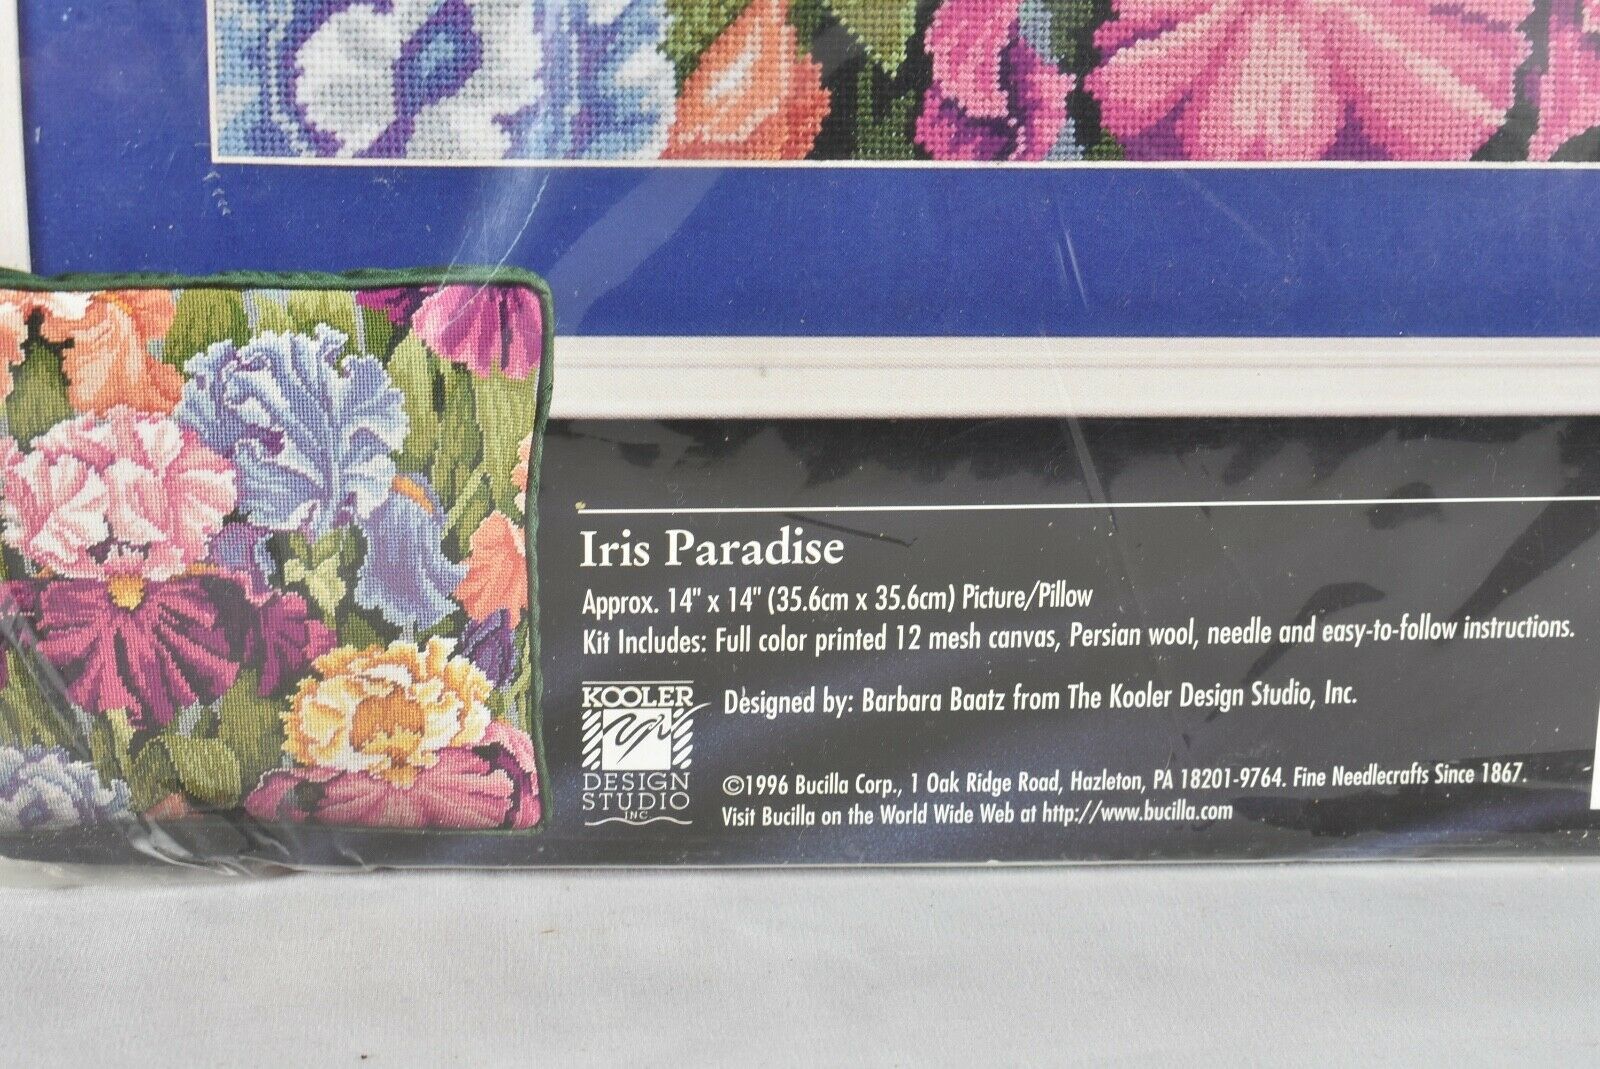 Iris Paradise
Approx. 14" x 14" (35.6cm x 35.6cm) Picture/Pillow
Kit Includes: Full color printed 12 mesh canvas, Persian wool, needle and easy-to-follow instructions.
KOOLER
DESIGN
STUDIO
INC
Designed by: Barbara Baatz from The Kooler Design Studio, Inc.
©1996 Bucilla Corp., 1 Oak Ridge Road, Hazleton, PA 18201-9764. Fine Needlecrafts Since 1867.
Visit Bucilla on the World Wide Web at http://www.bucilla.com